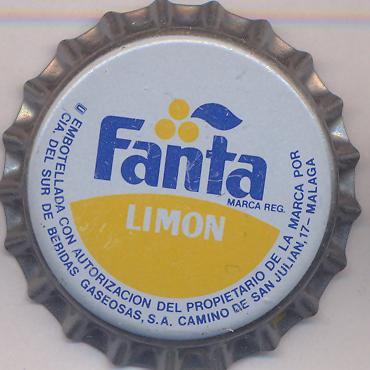 Fanta
MARCA REG.
LIMON
EMBOTELLADA CON AUTORIZACION DEL PROPIETARIO DE LA MARCA POR
CIA. DEL SUR DE BEBIDAS GASEOSAS, S.A. CAMINO DE SAN JULIAN, 17- MALAGA